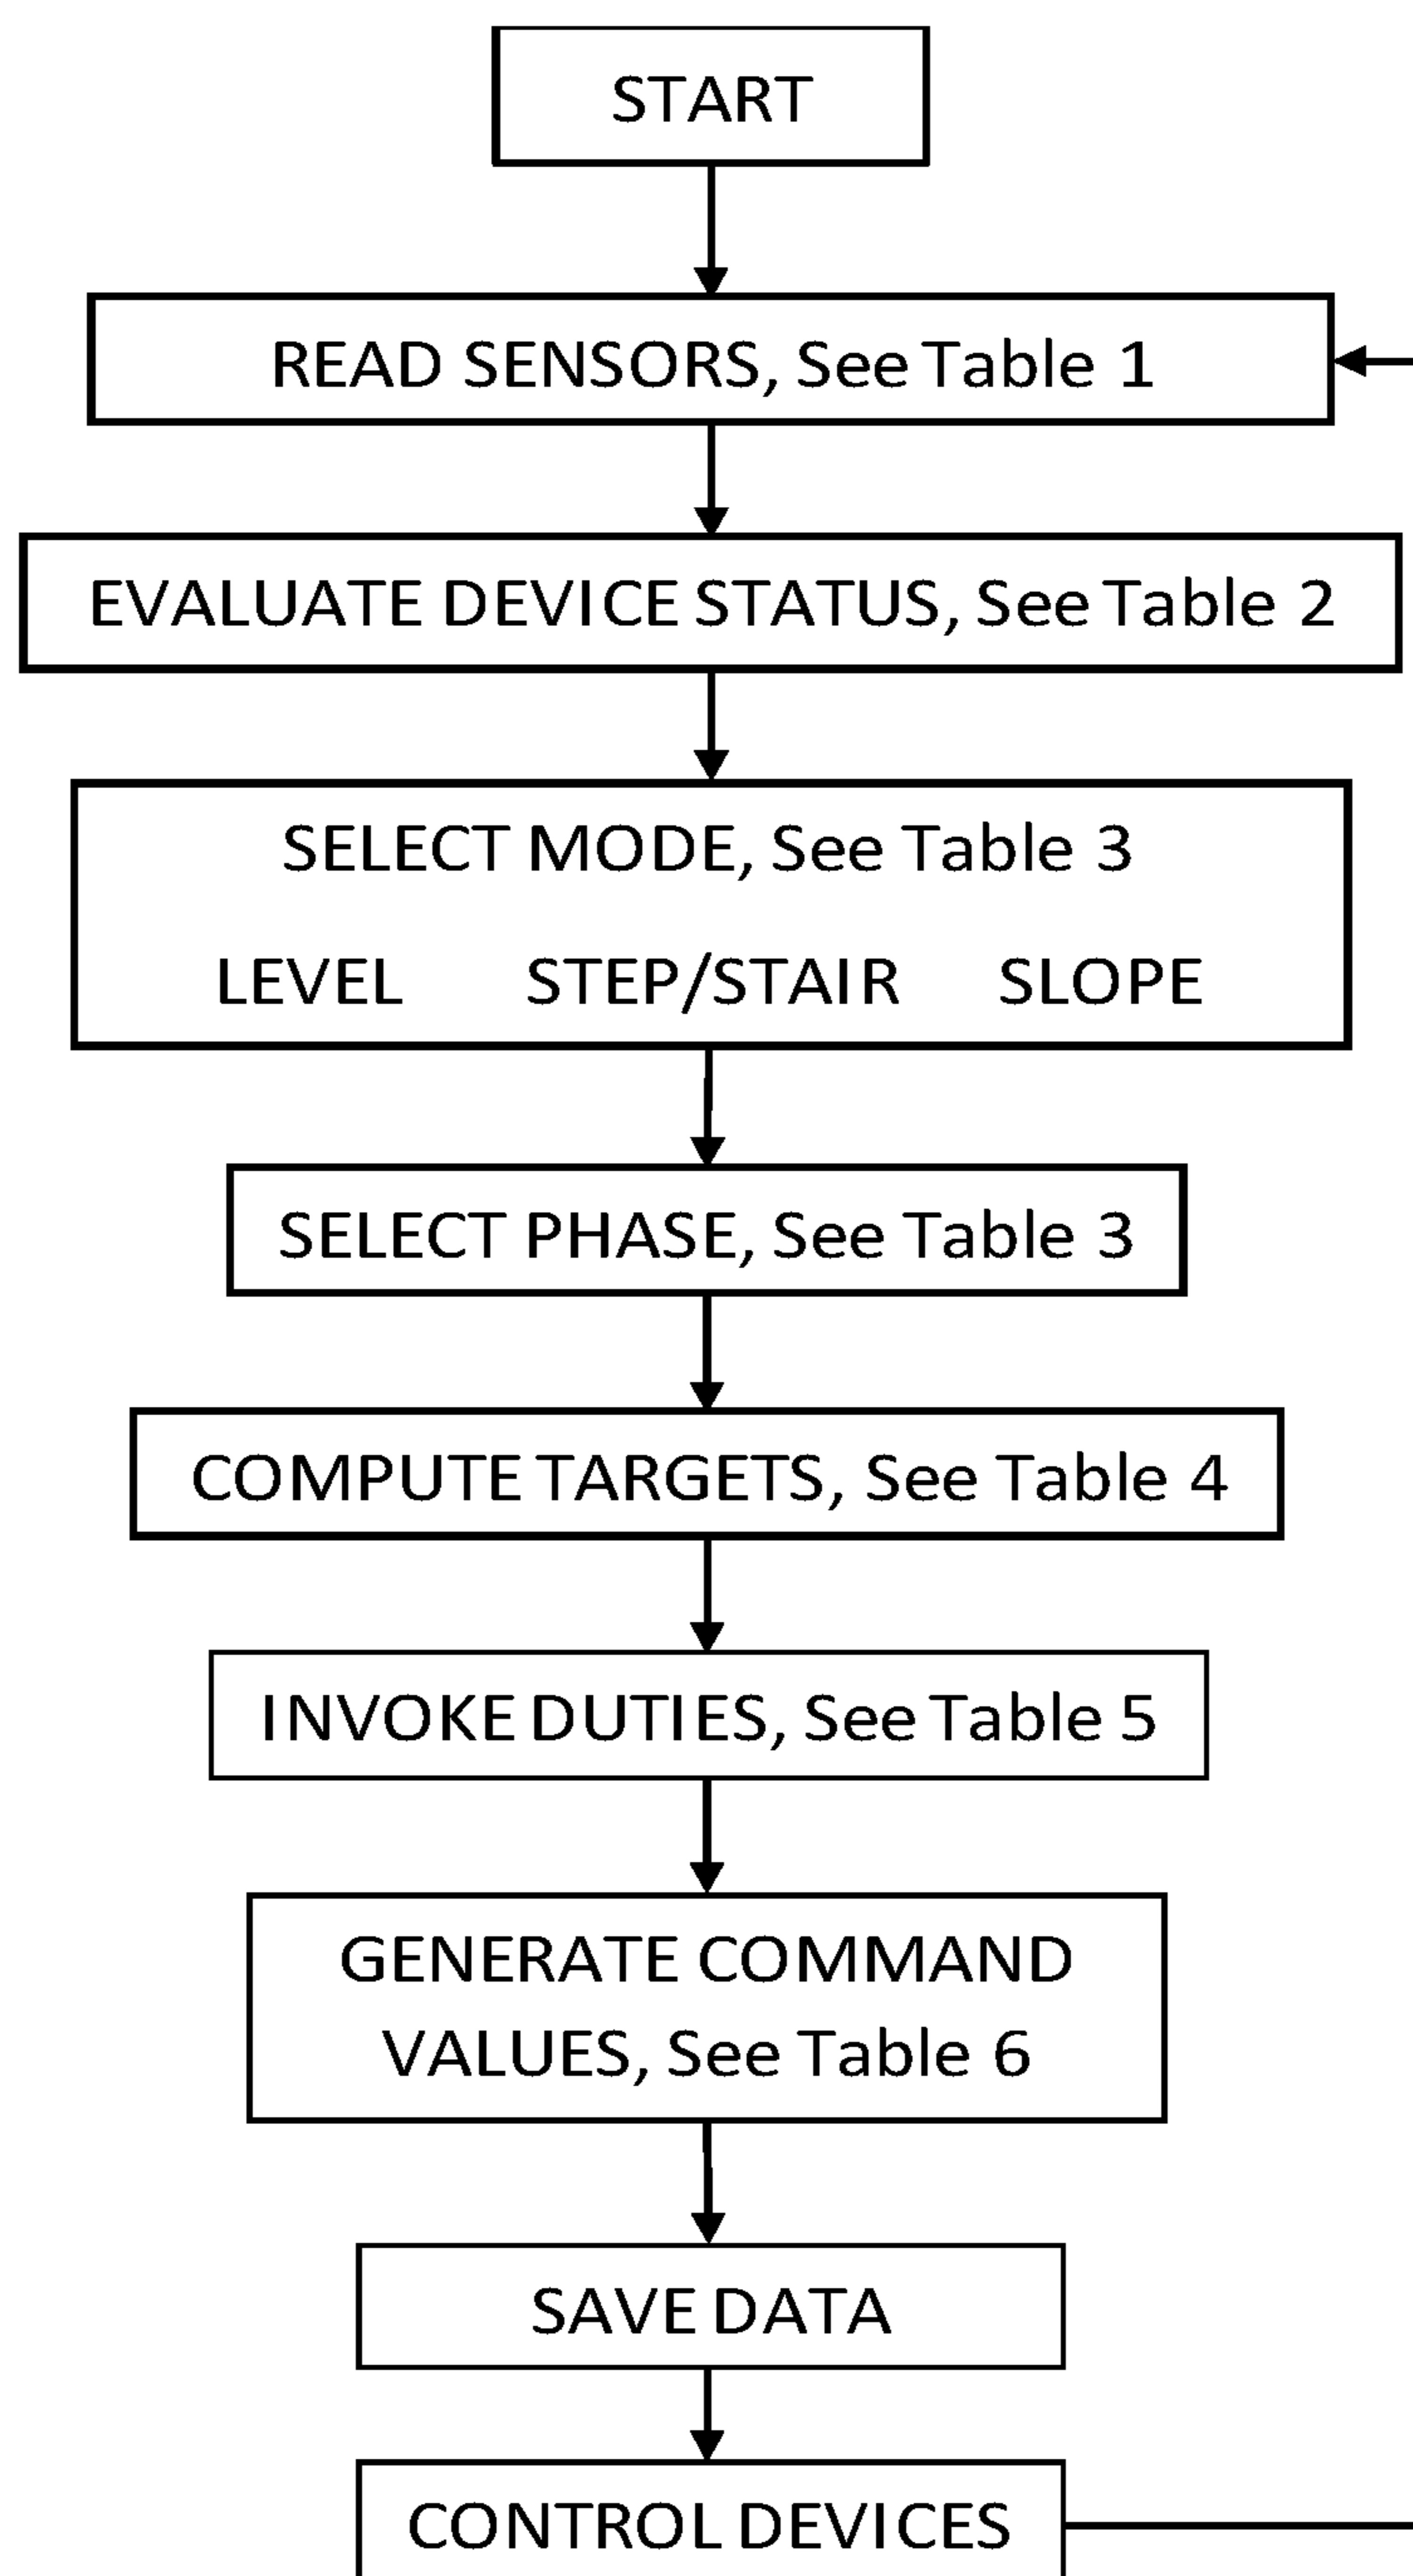 START
READ SENSORS, See Table 1
EVALUATE DEVICE STATUS, See Table 2
SELECT MODE, See Table 3
LEVEL STEP/STAIR SLOPE
SELECT PHASE, See Table 3
COMPUTE TARGETS, See Table 4
INVOKE DUTIES, See Table 5
GENERATE COMMAND
VALUES, See Table 6
SAVE DATA
CONTROL DEVICES